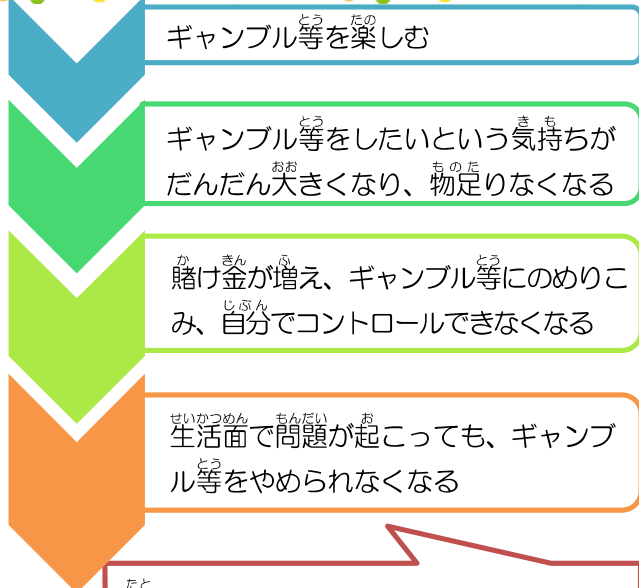 ギャンブル等を楽しむ
ギャンブル等をしたいという気持ちが
だんだん大きくなり、物足りなくなる
賭け金が増え、ギャンブル等にのめりこ
み、自分でコントロールできなくなる
生活面で問題が起こっても、ギャンブ
ル等をやめられなくなる
たと